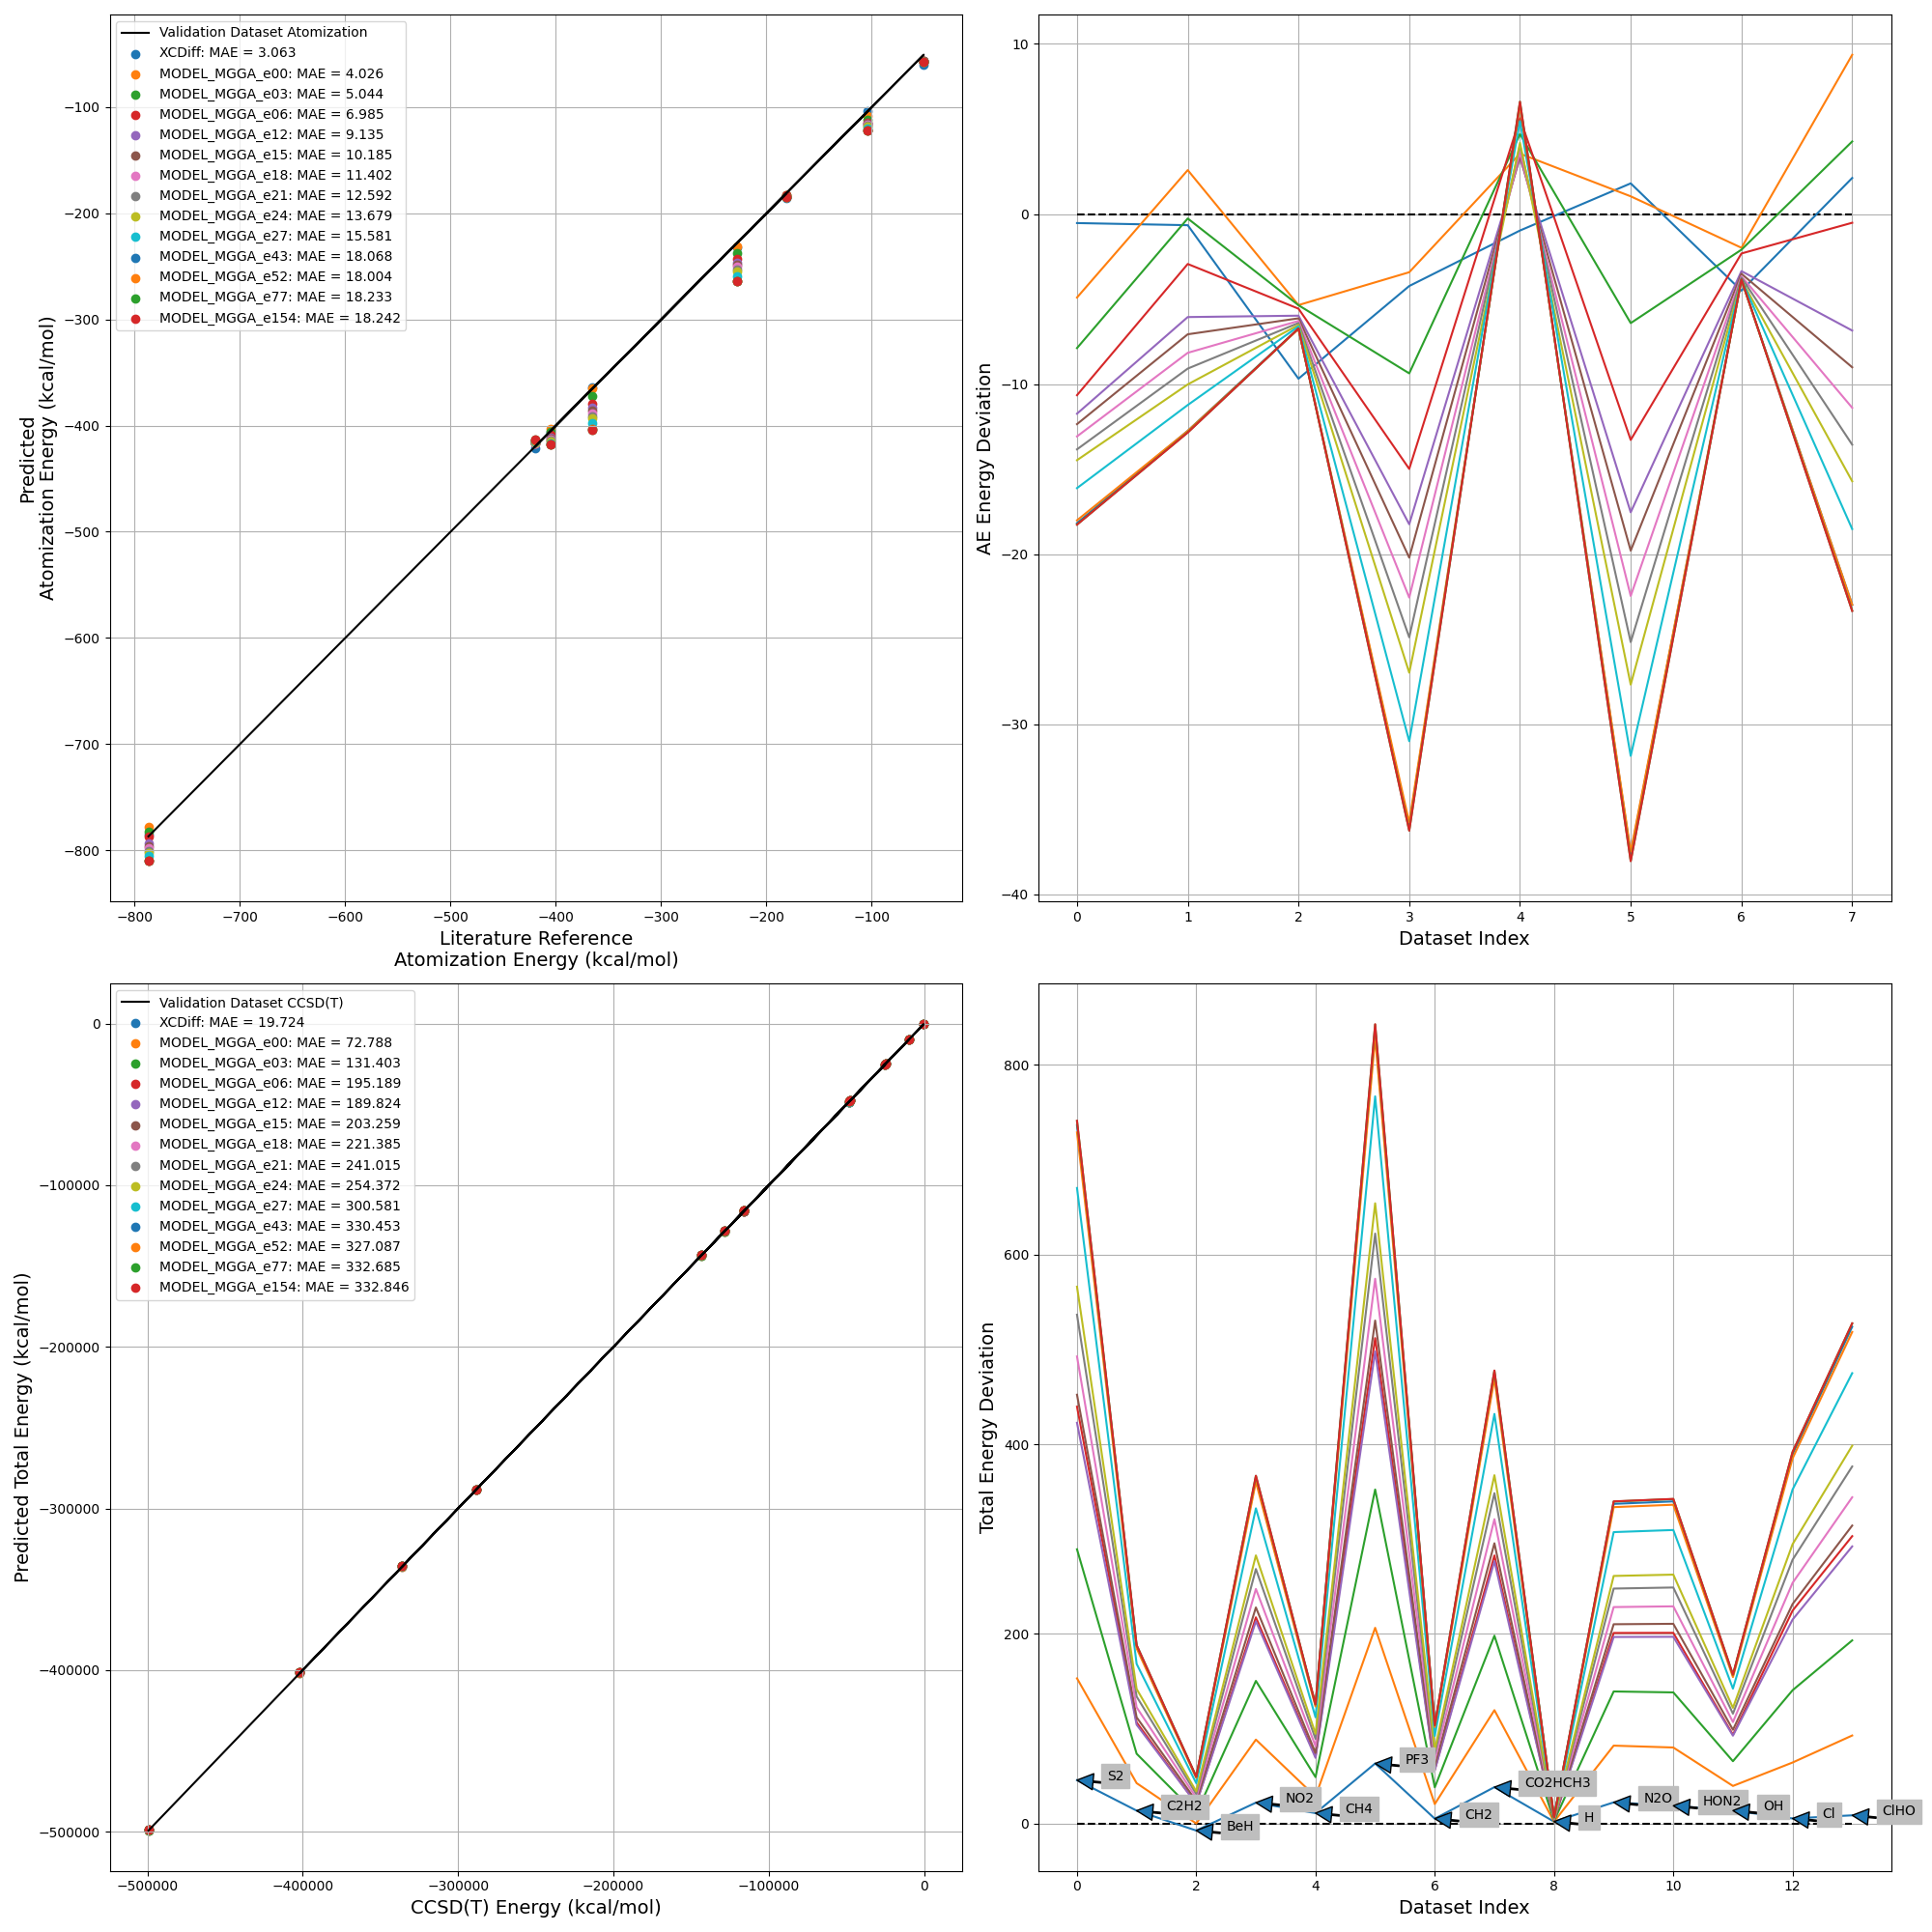 Validation Dataset Atomization
XCDiff: MAE = 3.063
MODEL_MGGA_e00: MAE = 4.026
MODEL_MGGA_e03: MAE = 5.044
MODEL_MGGA_e06: MAE = 6.985
MODEL_MGGA_e12: MAE = 9.135
MODEL_MGGA_e15: MAE = 10.185
MODEL_MGGA_e18: MAE = 11.402
MODEL_MGGA_e21: MAE = 12.592
MODEL_MGGA_e24: MAE = 13.679
MODEL_MGGA_e27: MAE = 15.581
MODEL_MGGA_e43: MAE = 18.068
MODEL_MGGA_e52: MAE = 18.004
MODEL_MGGA_e77: MAE = 18.233
MODEL_MGGA_e154: MAE = 18.242
−100
−200
−300
−400
−500
−600
−700
−800
Predicted
Atomization Energy (kcal/mol)
−800 −700 −600 −500 −400 −300 −200 −100
Literature Reference
Atomization Energy (kcal/mol)
10
0
−10
−20
−30
−40
AE Energy Deviation
0 1 2 3 4 5 6 7
Dataset Index
Validation Dataset CCSD(T)
XCDiff: MAE = 19.724
MODEL_MGGA_e00: MAE = 72.788
MODEL_MGGA_e03: MAE = 131.403
MODEL_MGGA_e06: MAE = 195.189
MODEL_MGGA_e12: MAE = 189.824
MODEL_MGGA_e15: MAE = 203.259
MODEL_MGGA_e18: MAE = 221.385
MODEL_MGGA_e21: MAE = 241.015
MODEL_MGGA_e24: MAE = 254.372
MODEL_MGGA_e27: MAE = 300.581
MODEL_MGGA_e43: MAE = 330.453
MODEL_MGGA_e52: MAE = 327.087
MODEL_MGGA_e77: MAE = 332.685
MODEL_MGGA_e154: MAE = 332.846
0
−100000
−200000
−300000
−400000
−500000
Predicted Total Energy (kcal/mol)
−500000 −400000 −300000 −200000 −100000 0
CCSD(T) Energy (kcal/mol)
800
600
400
200
0
Total Energy Deviation
S2
C2H2
BeH
NO2
CH4
PF3
CH2
CO2HCH3
H
N2O
HON2
OH
Cl
ClHO
0 2 4 6 8 10 12
Dataset Index